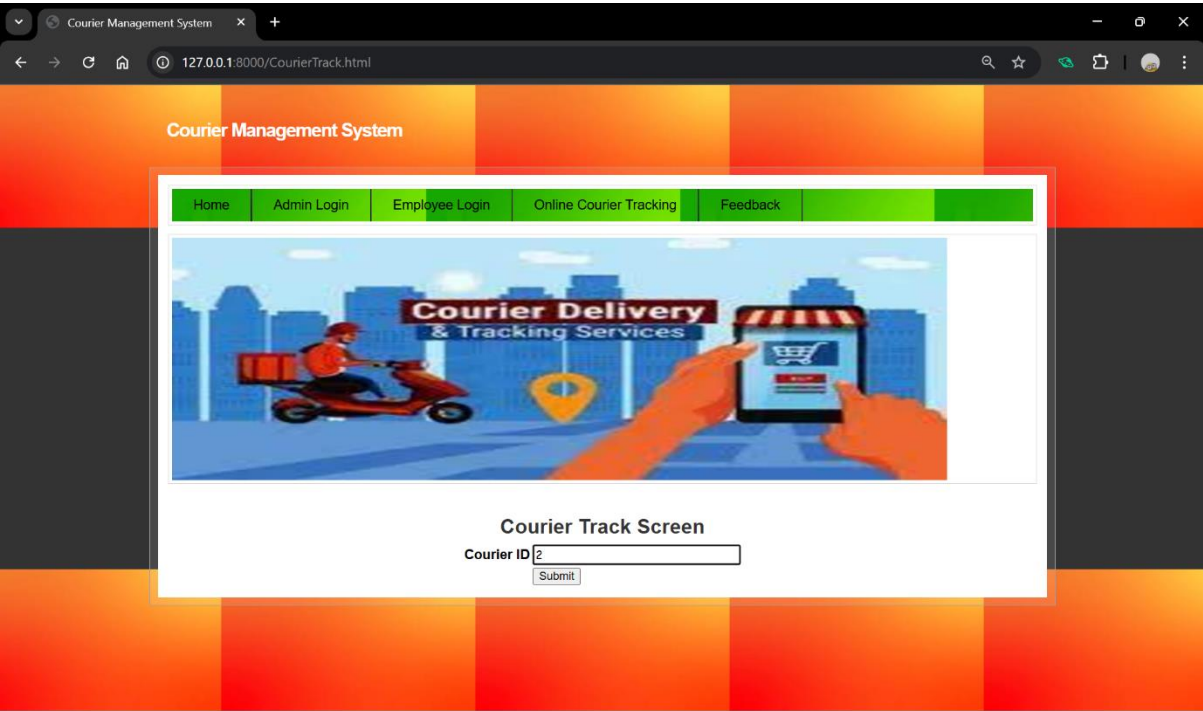 Courier Management System
127.0.0.1:8000/CourierTrack.html
Courier Management System
Home Admin Login Employee Login Online Courier Tracking Feedback
Courier Delivery
& Tracking Services
Courier Track Screen
Courier ID 2
Submit